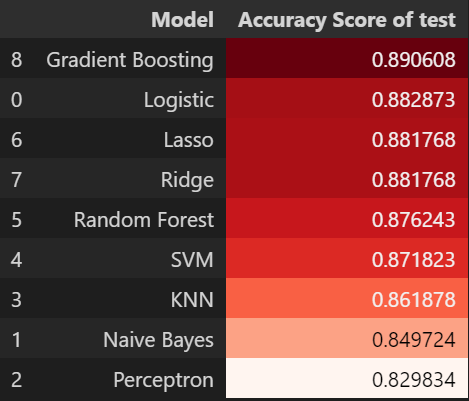 Model Accuracy Score of test
8 Gradient Boosting 0.890608
0 Logistic 0.882873
6 Lasso 0.881768
7 Ridge 0.881768
5 Random Forest 0.876243
4 SVM 0.871823
3 KNN 0.861878
1 Naive Bayes 0.849724
2 Perceptron 0.829834